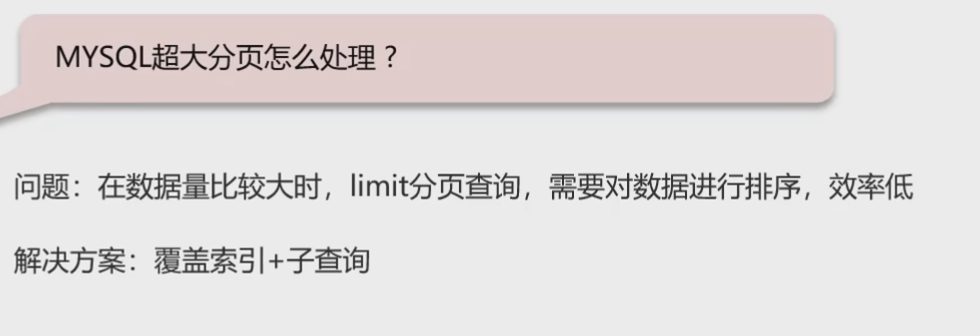 MYSQL超大分页怎么处理？
问题：在数据量比较大时，limit分页查询，需要对数据进行排序，效率低
解决方案：覆盖索引+子查询